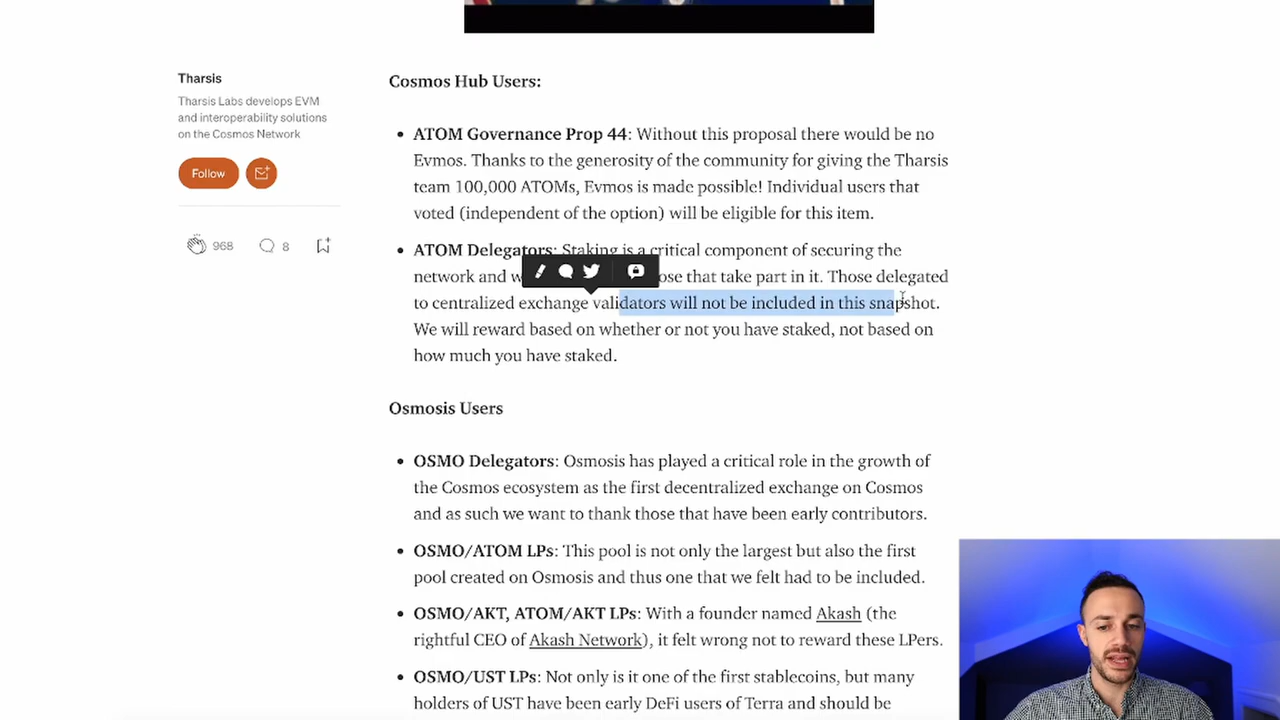 Tharsis
Tharsis Labs develops EVM
and interoperability solutions
on the Cosmos Network
Follow
968
8
Cosmos Hub Users:
ATOM Governance Prop 44: Without this proposal there would be no
Evmos. Thanks to the generosity of the community for giving the Tharsis
team 100,000 ATOMs, Evmos is made possible! Individual users that
voted (independent of the option) will be eligible for this item.
ATOM Delegators: Staking is a critical component of securing the
network and w ose that take part in it. Those delegated
to centralized exchange validators will not be included in this snapshot.
We will reward based on whether or not you have staked, not based on
how much you have staked.
Osmosis Users
OSMO Delegators: Osmosis has played a critical role in the growth of
the Cosmos ecosystem as the first decentralized exchange on Cosmos
and as such we want to thank those that have been early contributors.
OSMO/ATOM LPs: This pool is not only the largest but also the first
pool created on Osmosis and thus one that we felt had to be included.
OSMO/AKT, ATOM/AKT LPs: With a founder named Akash (the
rightful CEO of Akash Network), it felt wrong not to reward these LPers.
OSMO/UST LPs: Not only is it one of the first stablecoins, but many
holders of UST have been early DeFi users of Terra and should be